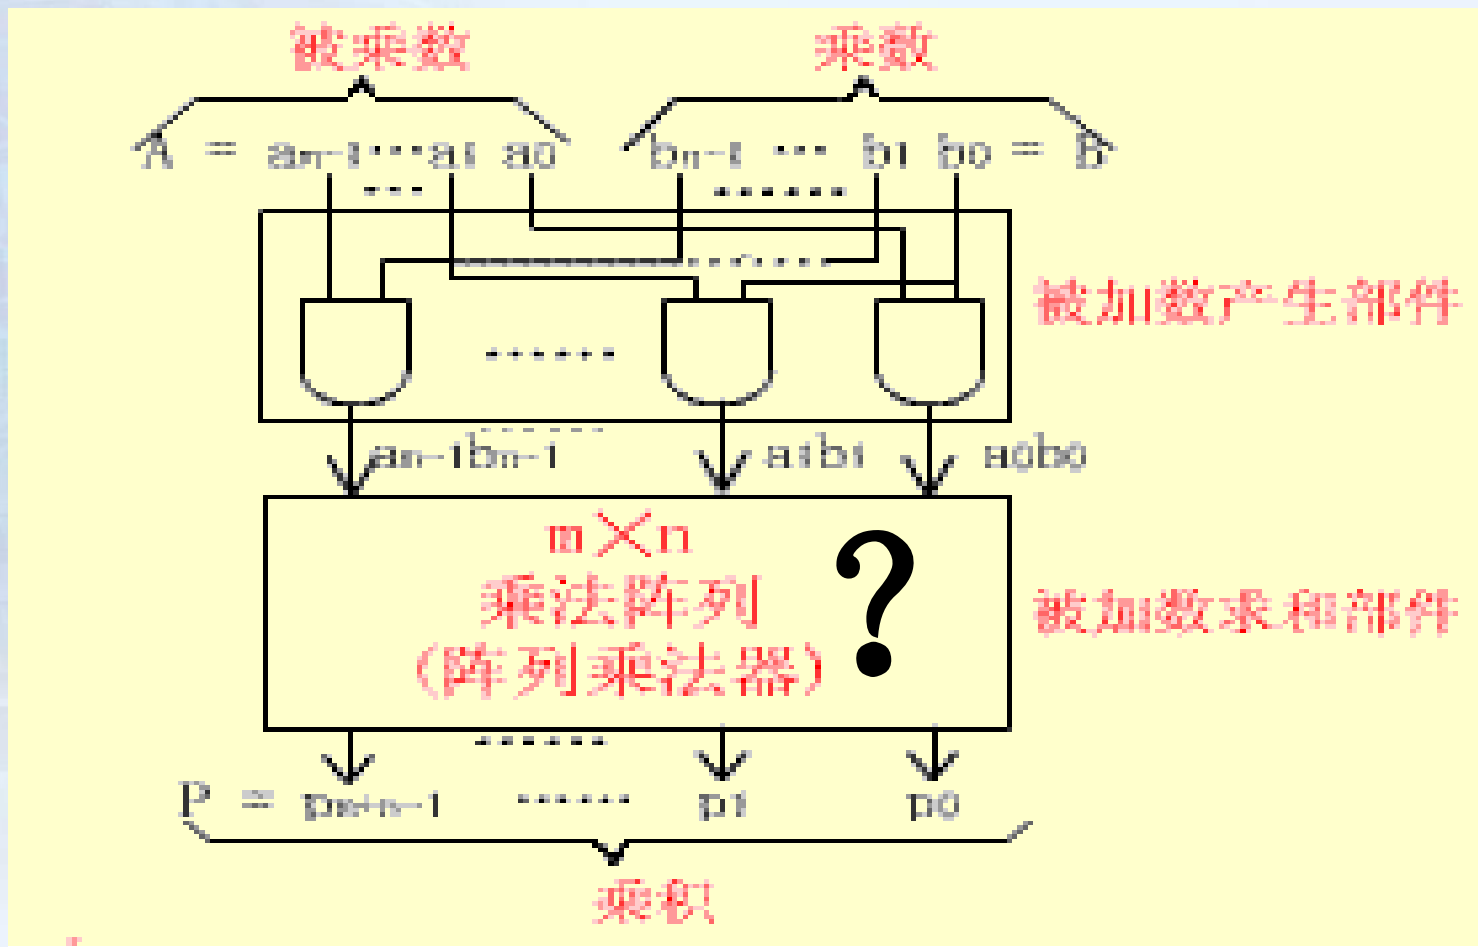 被乘数 乘数
A = an-1 ··· a1 a0 bn-1 ··· b1 b0 = B
··· ······
被加数产生部件
······
an-1bn-1 a1b1 a0b0
m×n ?
乘法阵列
被加数求和部件
(阵列乘法器)
······
P = pm+n-1 ······ p1 p0
乘积